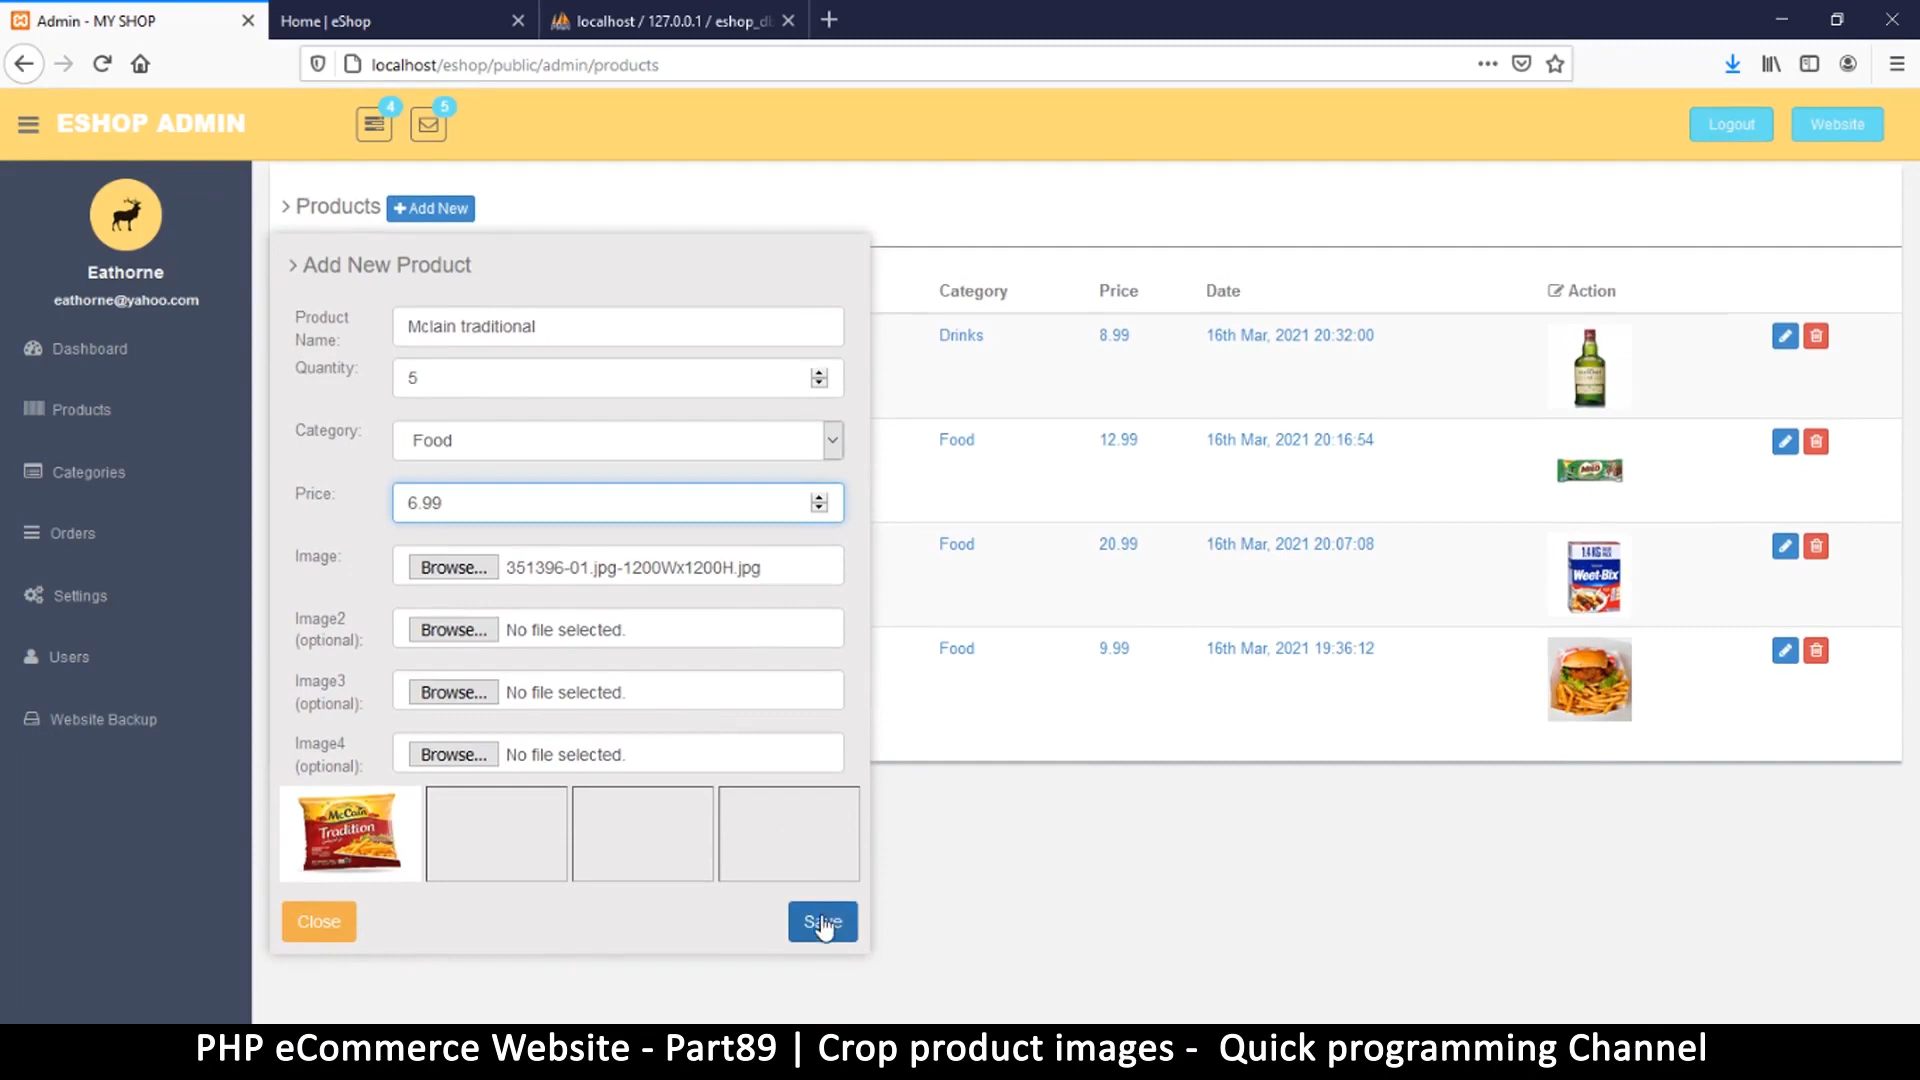 Admin - MY SHOP
Home | eShop
localhost / 127.0.0.1 / eshop_db
localhost/eshop/public/admin/products
ESHOP ADMIN
4
5
Logout
Website
Eathorne
eathorne@yahoo.com
Dashboard
Products
Categories
Orders
Settings
Users
Website Backup
> Products
+ Add New
> Add New Product
Product
Name:
Mclain traditional
Quantity:
5
Category:
Food
Price:
6.99
Image:
Browse... 351396-01.jpg-1200Wx1200H.jpg
Image2
(optional):
Browse... No file selected.
Image3
(optional):
Browse... No file selected.
Image4
(optional):
Browse... No file selected.
McCain
Tradition
Close
Save
Category Price Date Action
Drinks 8.99 16th Mar, 2021 20:32:00
Food 12.99 16th Mar, 2021 20:16:54
MILO
Food 20.99 16th Mar, 2021 20:07:08
1.4KG
Weet-Bix
Food 9.99 16th Mar, 2021 19:36:12
PHP eCommerce Website - Part89 | Crop product images - Quick programming Channel